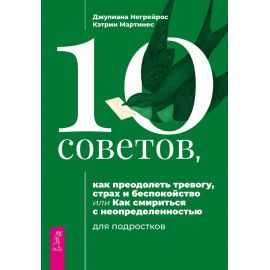 Джулиана Негрейрос
Кэтрин Мартинес
10
советов,
как преодолеть тревогу,
страх и беспокойство
или Как смириться
с неопределенностью
для подростков